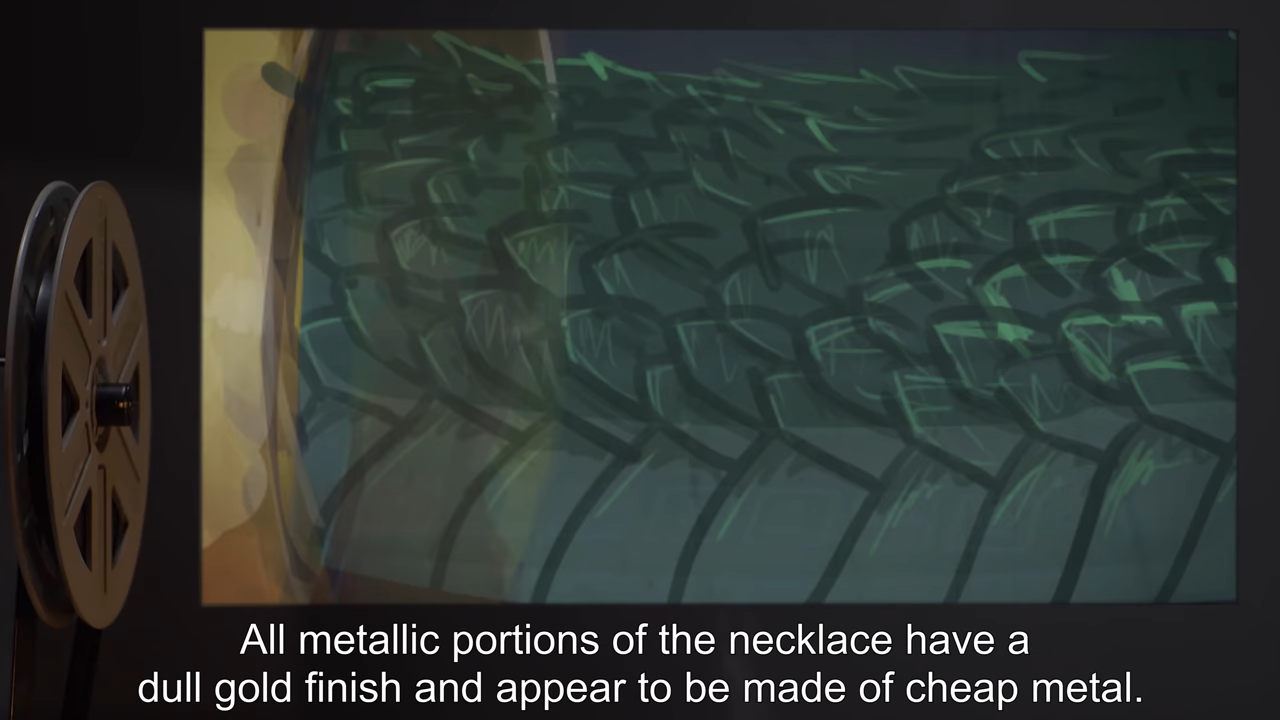 All metallic portions of the necklace have a
dull gold finish and appear to be made of cheap metal.